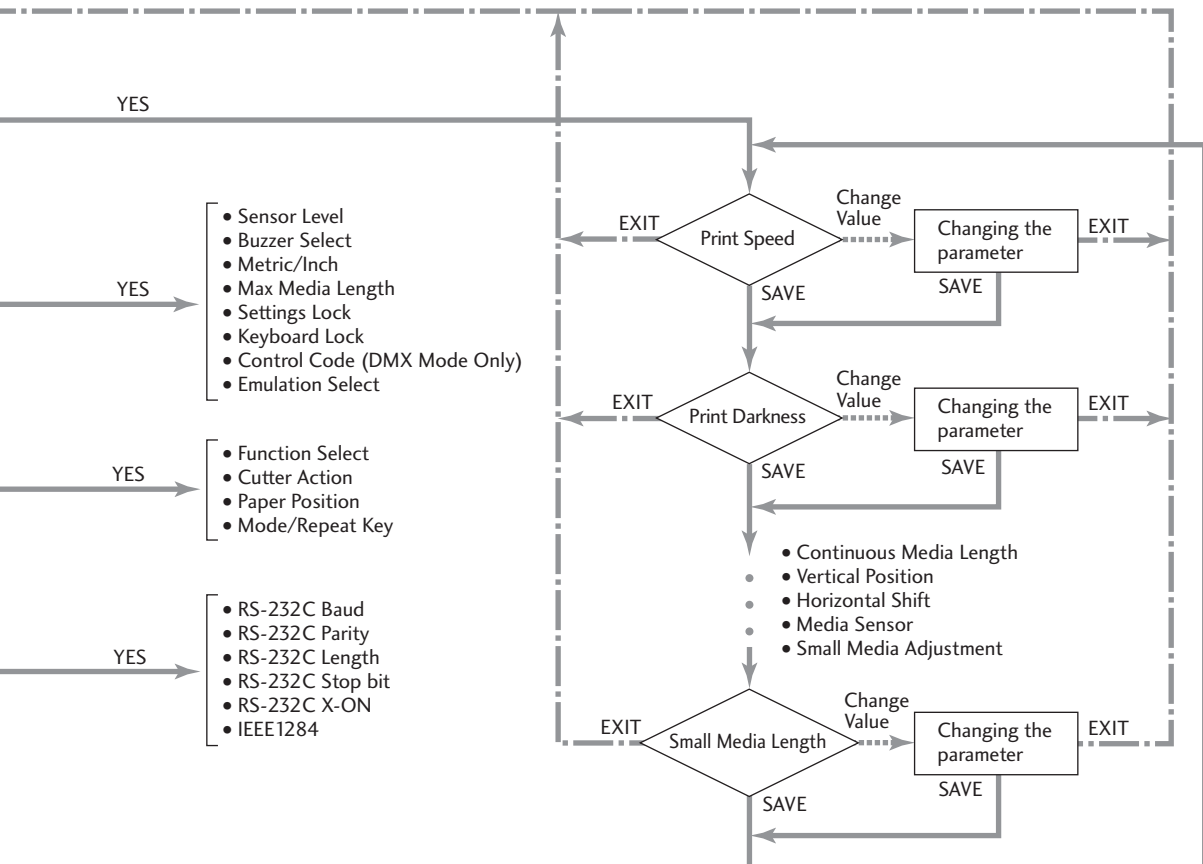 YES
YES
• Sensor Level
• Buzzer Select
• Metric/Inch
• Max Media Length
• Settings Lock
• Keyboard Lock
• Control Code (DMX Mode Only)
• Emulation Select
YES
• Function Select
• Cutter Action
• Paper Position
• Mode/Repeat Key
YES
• RS-232C Baud
• RS-232C Parity
• RS-232C Length
• RS-232C Stop bit
• RS-232C X-ON
• IEEE1284
EXIT
Print Speed
Change
Value
Changing the
parameter
EXIT
SAVE
SAVE
EXIT
Print Darkness
Change
Value
Changing the
parameter
EXIT
SAVE
SAVE
• Continuous Media Length
• Vertical Position
• Horizontal Shift
• Media Sensor
• Small Media Adjustment
EXIT
Small Media Length
Change
Value
Changing the
parameter
EXIT
SAVE
SAVE